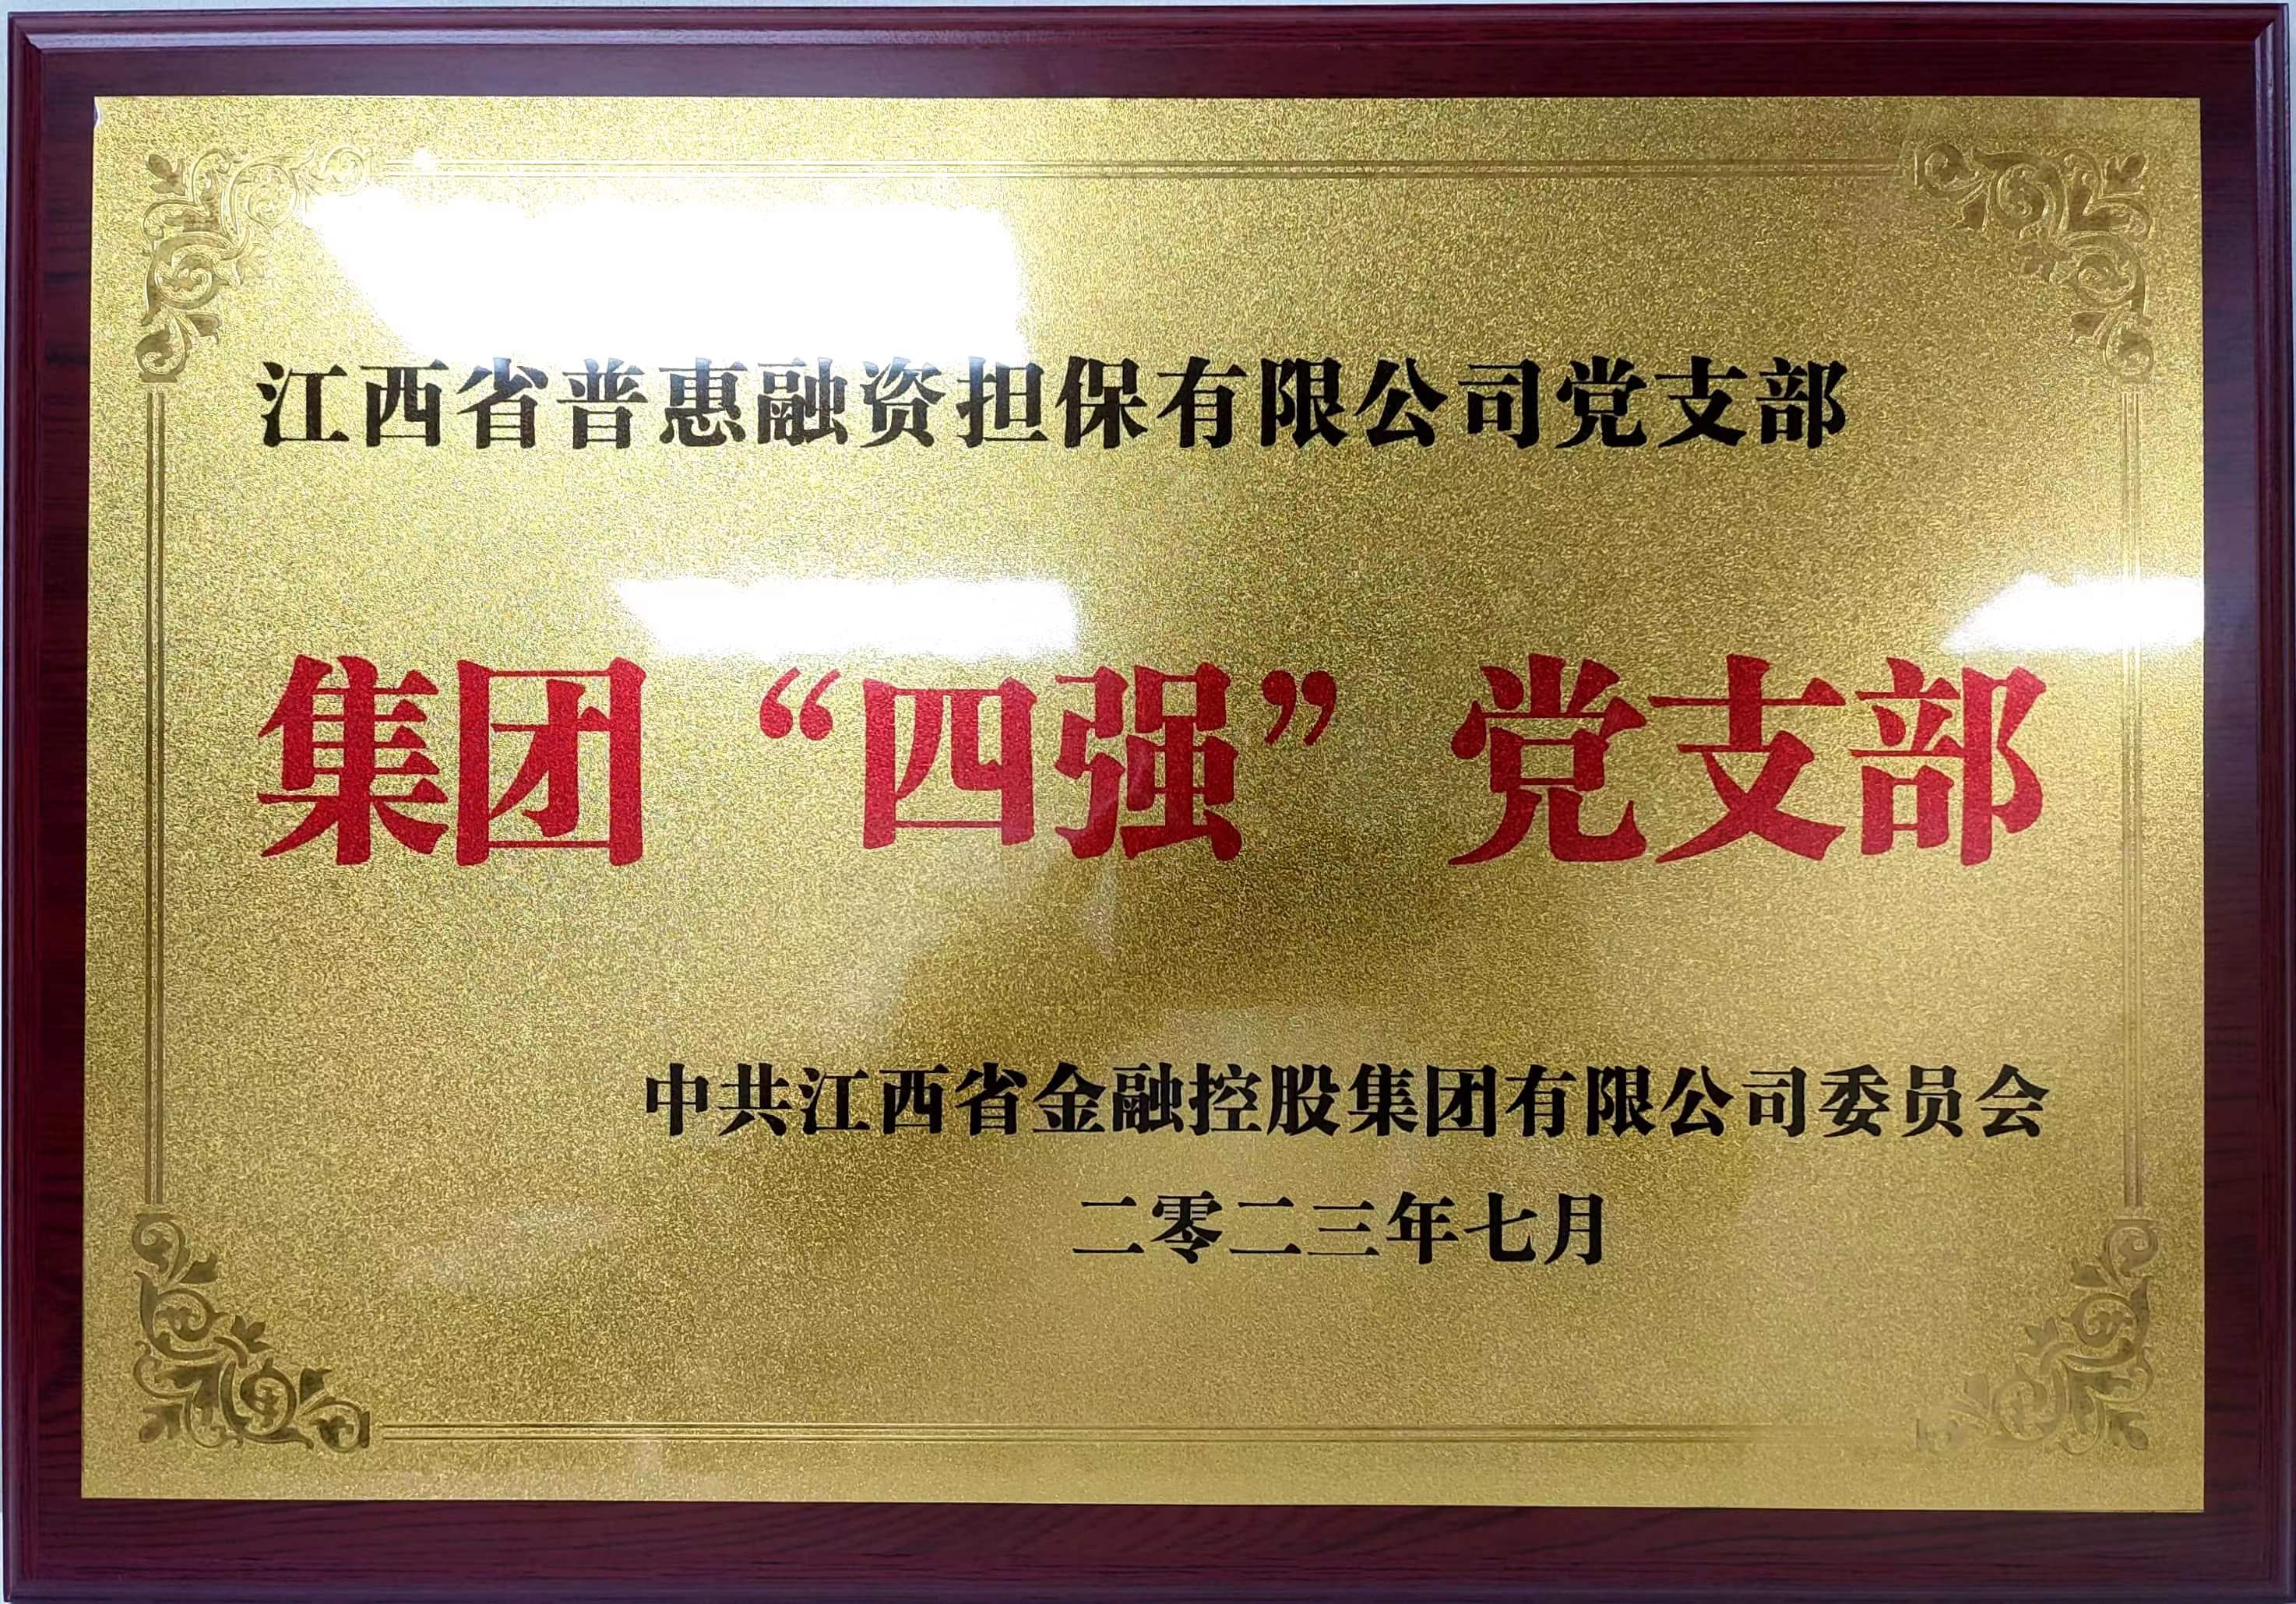 江西省普惠融资担保有限公司党支部
集团“四强”党支部
中共江西省金融控股集团有限公司委员会
二零二三年七月